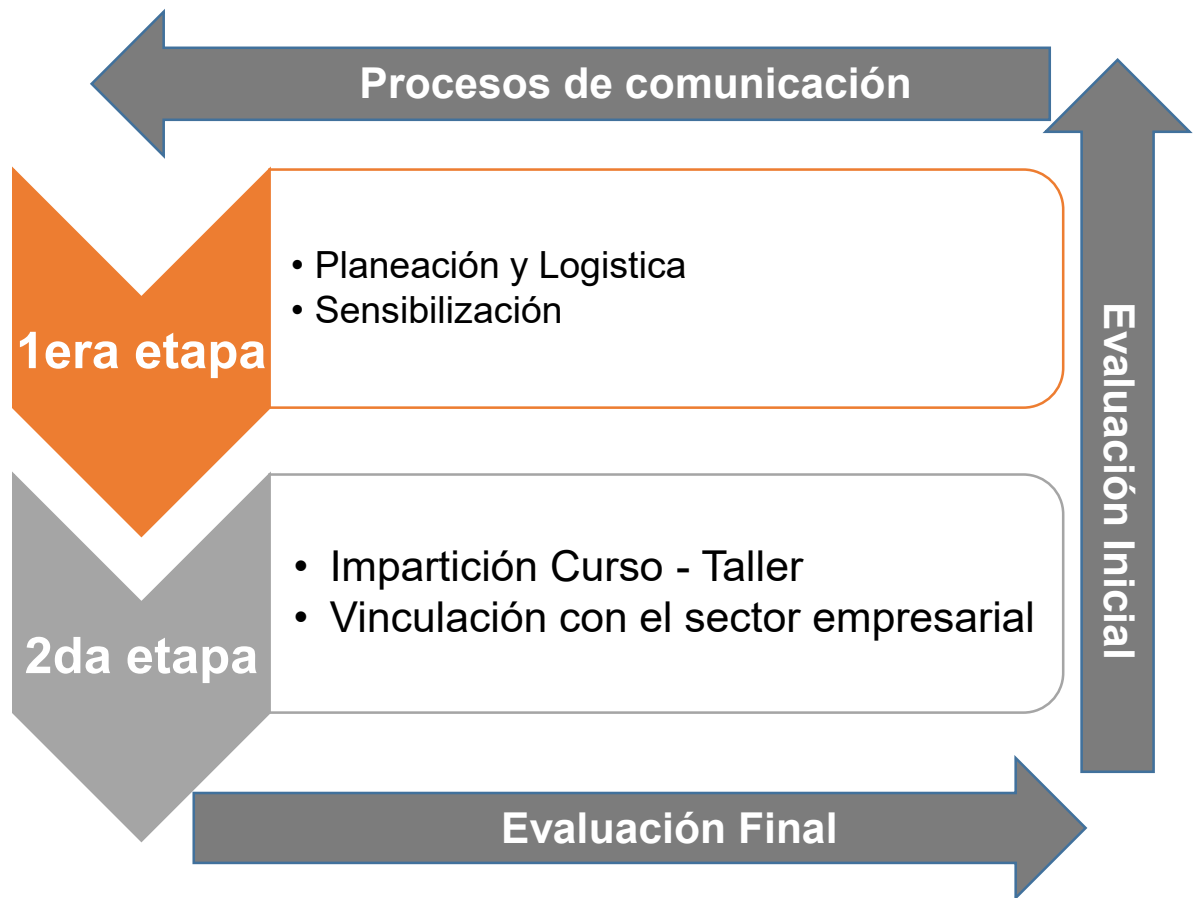 Procesos de comunicación
1era etapa
• Planeación y Logistica
• Sensibilización
2da etapa
• Impartición Curso - Taller
• Vinculación con el sector empresarial
Evaluación Inicial
Evaluación Final